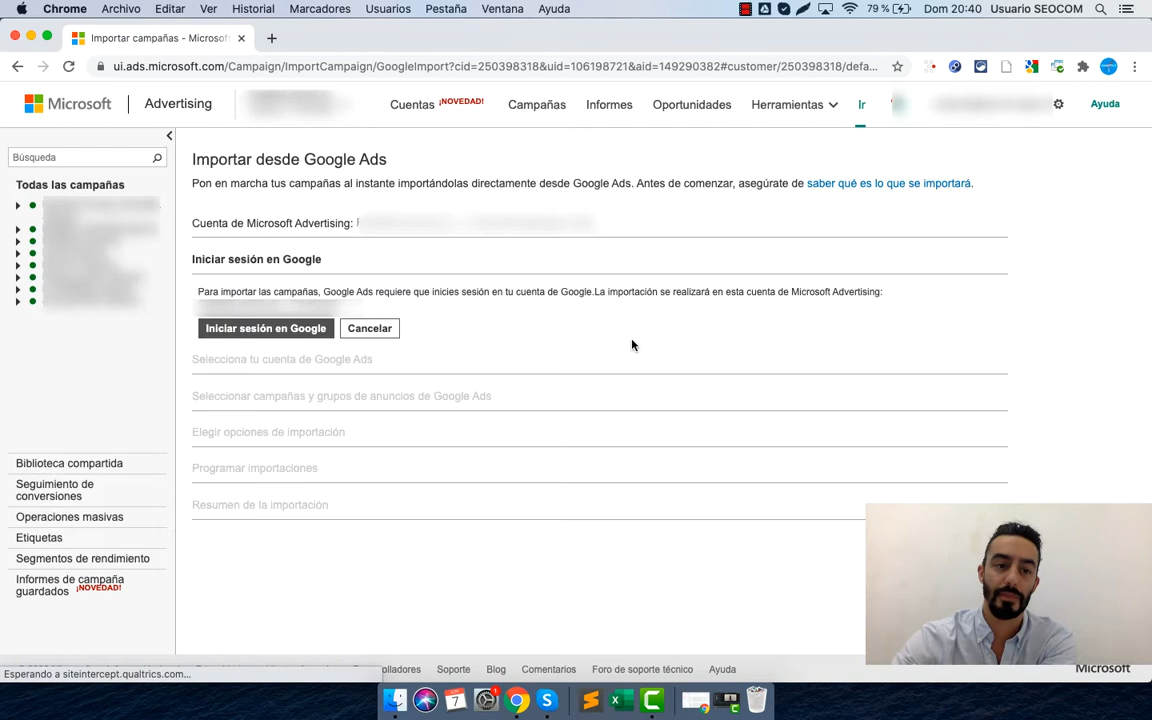 Chrome Archivo Editar Ver Historial Marcadores Usuarios Pestaña Ventana Ayuda 79 % Dom 20:40 Usuario SEOCOM
Importar campañas - Microsoft
ui.ads.microsoft.com/Campaign/ImportCampaign/GoogleImport?cid=250398318&uid=106198721&aid=149290382#customer/250398318/defa...
Microsoft Advertising Cuentas ¡NOVEDAD! Campañas Informes Oportunidades Herramientas Ir Ayuda
Búsqueda
Todas las campañas
Biblioteca compartida
Seguimiento de
conversiones
Operaciones masivas
Etiquetas
Segmentos de rendimiento
Informes de campaña
guardados ¡NOVEDAD!
Importar desde Google Ads
Pon en marcha tus campañas al instante importándolas directamente desde Google Ads. Antes de comenzar, asegúrate de saber qué es lo que se importará.
Cuenta de Microsoft Advertising:
Iniciar sesión en Google
Para importar las campañas, Google Ads requiere que inicies sesión en tu cuenta de Google.La importación se realizará en esta cuenta de Microsoft Advertising:
Iniciar sesión en Google Cancelar
Selecciona tu cuenta de Google Ads
Seleccionar campañas y grupos de anuncios de Google Ads
Elegir opciones de importación
Programar importaciones
Resumen de la importación
olladores Soporte Blog Comentarios Foro de soporte técnico Ayuda Microsoft
Esperando a siteintercept.qualtrics.com...
7
1